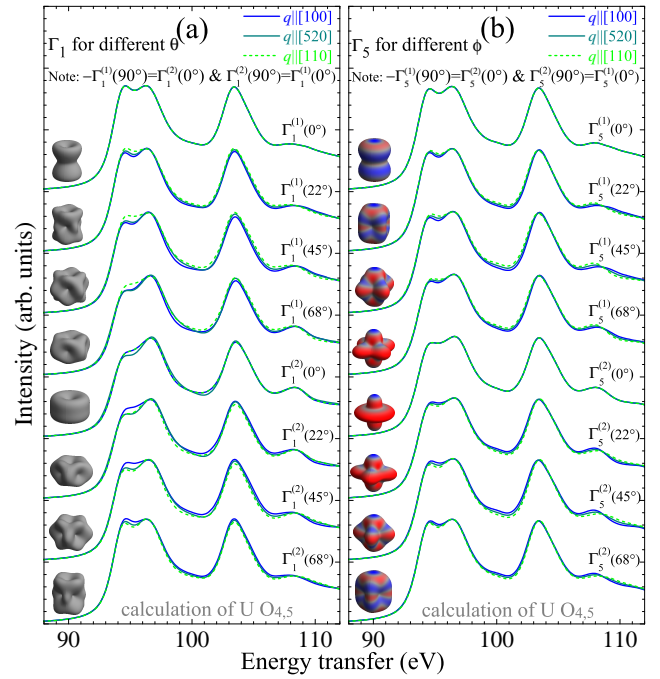 (a)
q||[100]
q||[520]
q||[110]
Γ₁ for different θ
Note: −Γ₁⁽¹⁾(90°)=Γ₁⁽²⁾(0°) & Γ₁⁽²⁾(90°)=Γ₁⁽¹⁾(0°)
Γ₁⁽¹⁾(0°)
Γ₁⁽¹⁾(22°)
Γ₁⁽¹⁾(45°)
Γ₁⁽¹⁾(68°)
Γ₁⁽²⁾(0°)
Γ₁⁽²⁾(22°)
Γ₁⁽²⁾(45°)
Γ₁⁽²⁾(68°)
calculation of U O₄,₅
90
100
110
(b)
q||[100]
q||[520]
q||[110]
Γ₅ for different ϕ
Note: −Γ₅⁽¹⁾(90°)=Γ₅⁽²⁾(0°) & Γ₅⁽²⁾(90°)=Γ₅⁽¹⁾(0°)
Γ₅⁽¹⁾(0°)
Γ₅⁽¹⁾(22°)
Γ₅⁽¹⁾(45°)
Γ₅⁽¹⁾(68°)
Γ₅⁽²⁾(0°)
Γ₅⁽²⁾(22°)
Γ₅⁽²⁾(45°)
Γ₅⁽²⁾(68°)
calculation of U O₄,₅
90
100
110
Intensity (arb. units)
Energy transfer (eV)